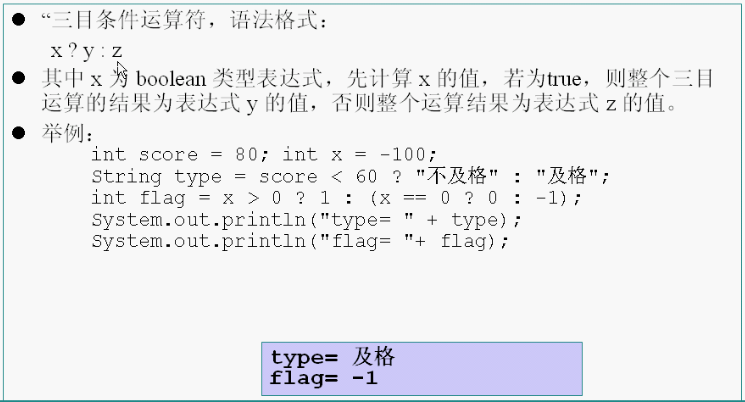 ● “三目条件运算符，语法格式：
x ? y : z
● 其中 x 为 boolean 类型表达式，先计算 x 的值，若为true，则整个三目
运算的结果为表达式 y 的值，否则整个运算结果为表达式 z 的值。
● 举例：
int score = 80; int x = -100;
String type = score < 60 ? "不及格" : "及格";
int flag = x > 0 ? 1 : (x == 0 ? 0 : -1);
System.out.println("type= " + type);
System.out.println("flag= "+ flag);
type= 及格
flag= -1